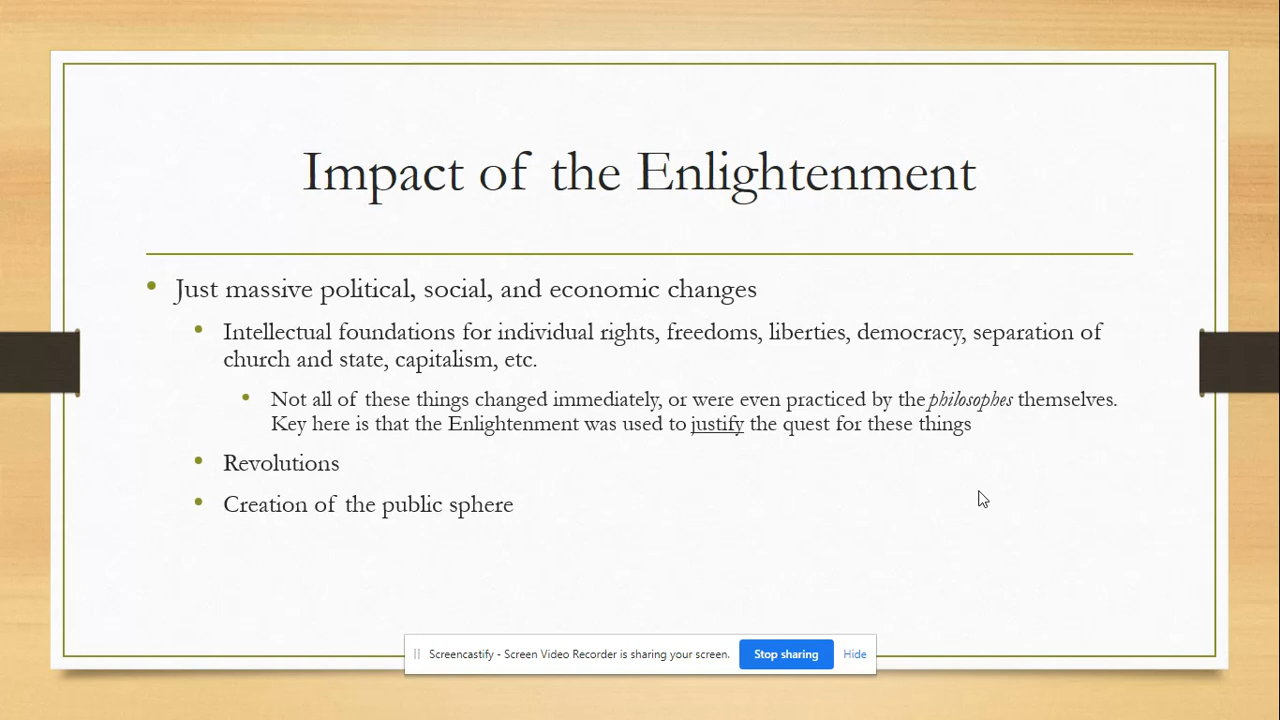 Impact of the Enlightenment
• Just massive political, social, and economic changes
• Intellectual foundations for individual rights, freedoms, liberties, democracy, separation of
church and state, capitalism, etc.
• Not all of these things changed immediately, or were even practiced by the philosophes themselves.
Key here is that the Enlightenment was used to justify the quest for these things
• Revolutions
• Creation of the public sphere
Screencastify - Screen Video Recorder is sharing your screen. Stop sharing Hide